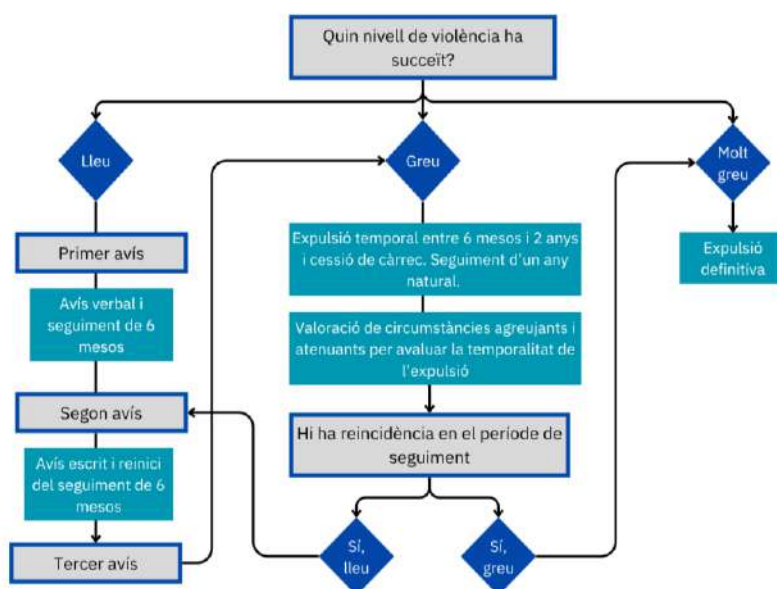 Quin nivell de violència ha
succeït?
Lleu
Greu
Molt
greu
Primer avís
Avís verbal i
seguiment de 6
mesos
Segon avís
Avís escrit i reinici
del seguiment de 6
mesos
Tercer avís
Expulsió temporal entre 6 mesos i 2 anys
i cessió de càrrec. Seguiment d'un any
natural.
Valoració de circumstàncies agreujants i
atenuants per avaluar la temporalitat de
l'expulsió
Hi ha reincidència en el període de
seguiment
Sí,
lleu
Sí,
greu
Expulsió
definitiva